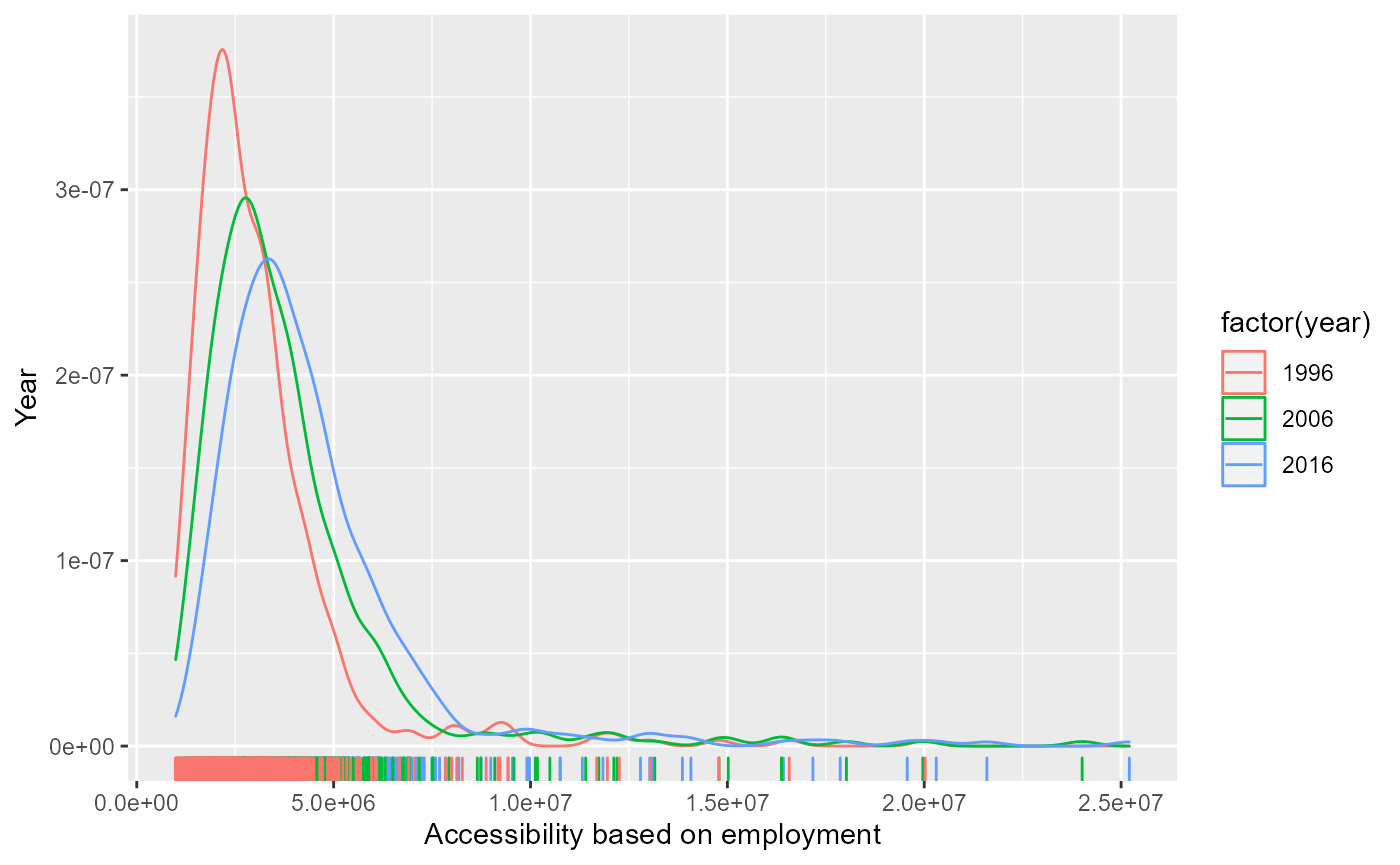 3e-07
2e-07
1e-07
0e+00
Year
0.0e+00
5.0e+06
1.0e+07
1.5e+07
2.0e+07
2.5e+07
Accessibility based on employment
factor(year)
1996
2006
2016